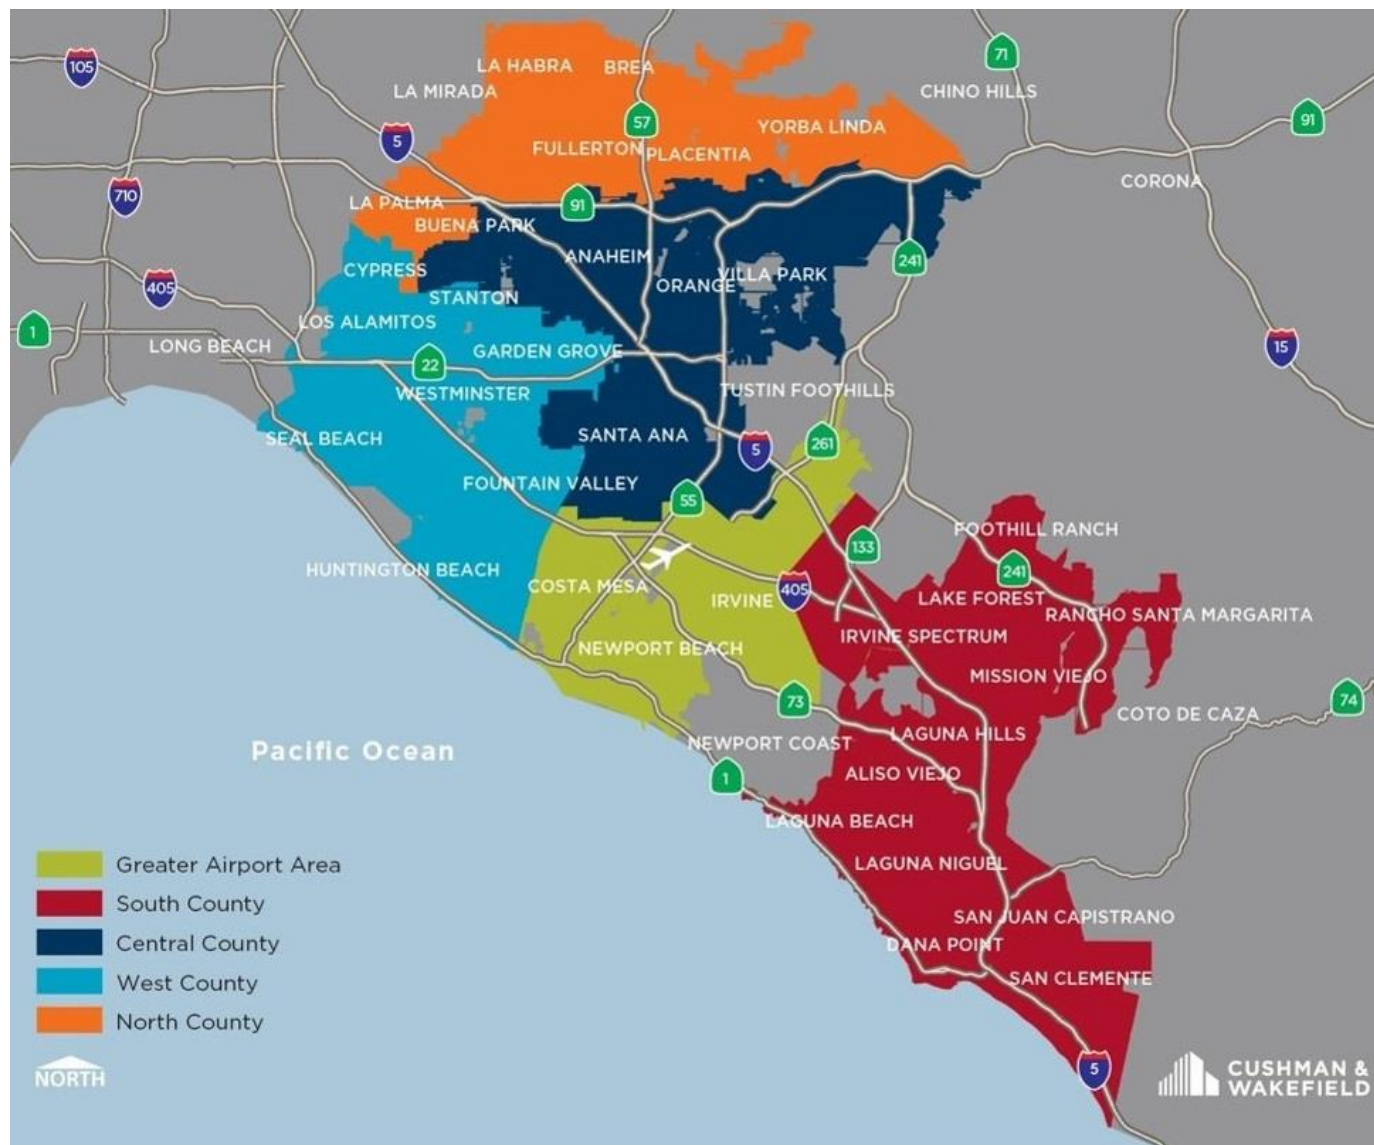 105
71
LA HABRA
BREA
LA MIRADA
CHINO HILLS
57
91
5
YORBA LINDA
FULLERTON
PLACENTIA
CORONA
710
LA PALMA
91
BUENA PARK
ANAHEIM
241
CYPRESS
VILLA PARK
ORANGE
405
STANTON
LOS ALAMITOS
1
LONG BEACH
15
GARDEN GROVE
22
WESTMINSTER
TUSTIN FOOTHILLS
SEAL BEACH
SANTA ANA
261
5
FOUNTAIN VALLEY
55
FOOTHILL RANCH
133
HUNTINGTON BEACH
241
COSTA MESA
405
IRVINE
LAKE FOREST
RANCHO SANTA MARGARITA
IRVINE SPECTRUM
NEWPORT BEACH
MISSION VIEJO
73
74
COTO DE CAZA
NEWPORT COAST
LAGUNA HILLS
Pacific Ocean
ALISO VIEJO
1
LAGUNA BEACH
LAGUNA NIGUEL
SAN JUAN CAPISTRANO
DANA POINT
SAN CLEMENTE
5
Greater Airport Area
South County
Central County
West County
North County
NORTH
CUSHMAN &
WAKEFIELD